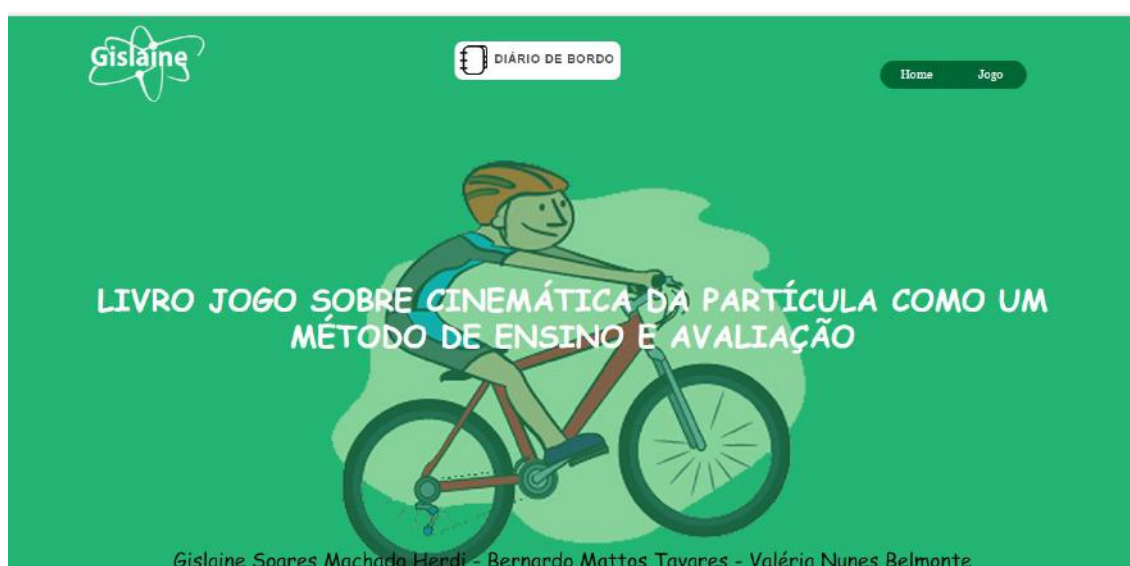 Gislaine
DIÁRIO DE BORDO
Home Jogo
LIVRO JOGO SOBRE CINEMÁTICA DA PARTÍCULA COMO UM
MÉTODO DE ENSINO E AVALIAÇÃO
Gislaine Soares Machado Herdi - Bernardo Mattos Tavares - Valéria Nunes Belmonte